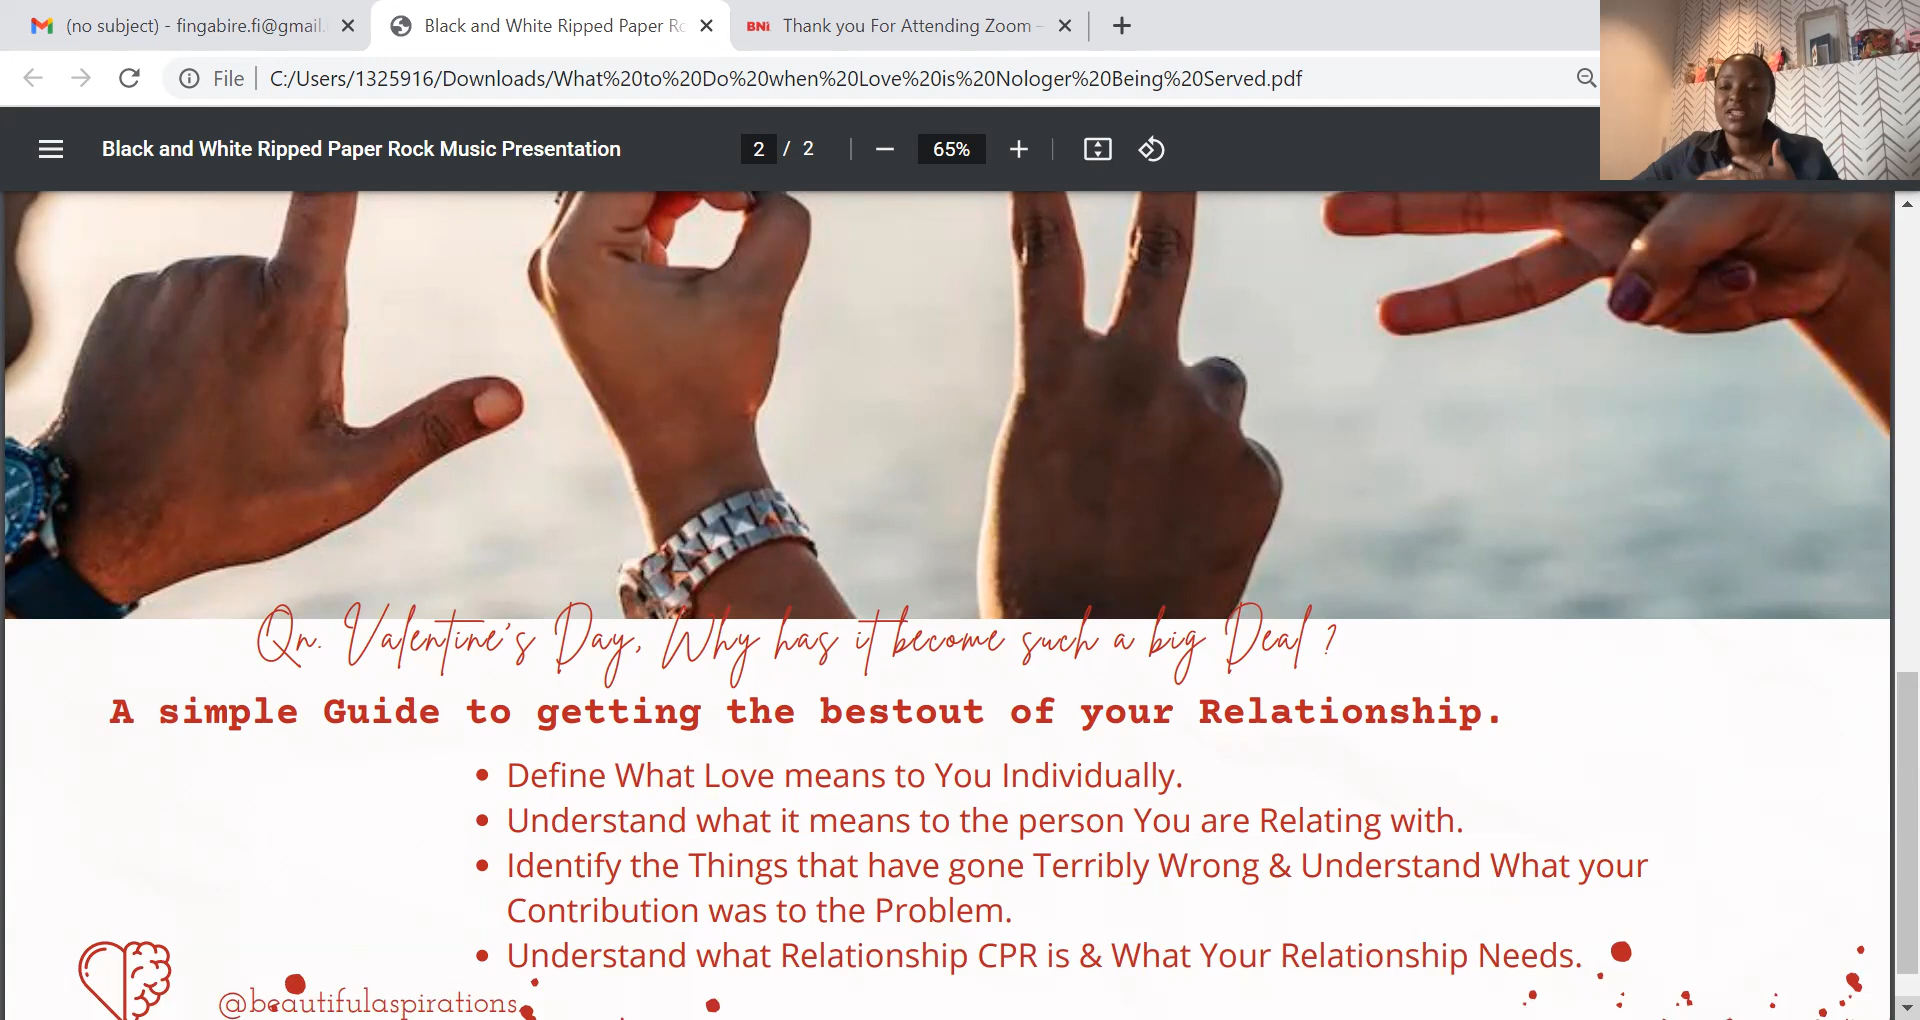 (no subject) - fingabire.fi@gmail.
Black and White Ripped Paper Ro
BNI Thank you For Attending Zoom -
File C:/Users/1325916/Downloads/What%20to%20Do%20when%20Love%20is%20Nologer%20Being%20Served.pdf
Black and White Ripped Paper Rock Music Presentation 2 / 2 65%
Qn. Valentine's Day, Why has it become such a big Deal ?
A simple Guide to getting the bestout of your Relationship.
• Define What Love means to You Individually.
• Understand what it means to the person You are Relating with.
• Identify the Things that have gone Terribly Wrong & Understand What your
Contribution was to the Problem.
• Understand what Relationship CPR is & What Your Relationship Needs.
@beautifulaspirations